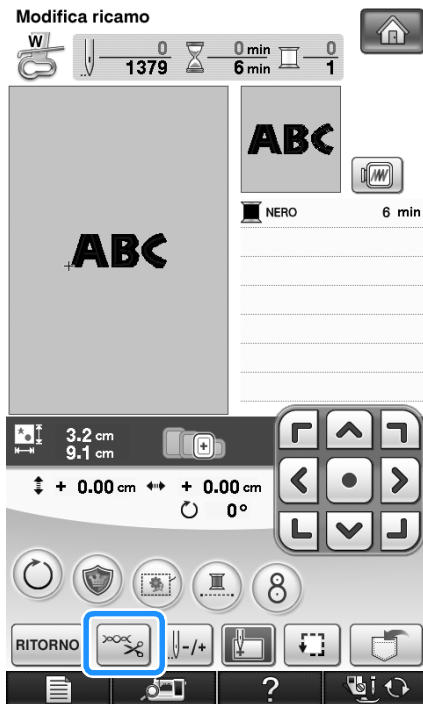 Modifica ricamo
W
0 0 min 0
1379 6 min 1
ABC
ABC
NERO 6 min
3.2 cm
9.1 cm
+ 0.00 cm + 0.00 cm
0°
8
RITORNO -/+
?